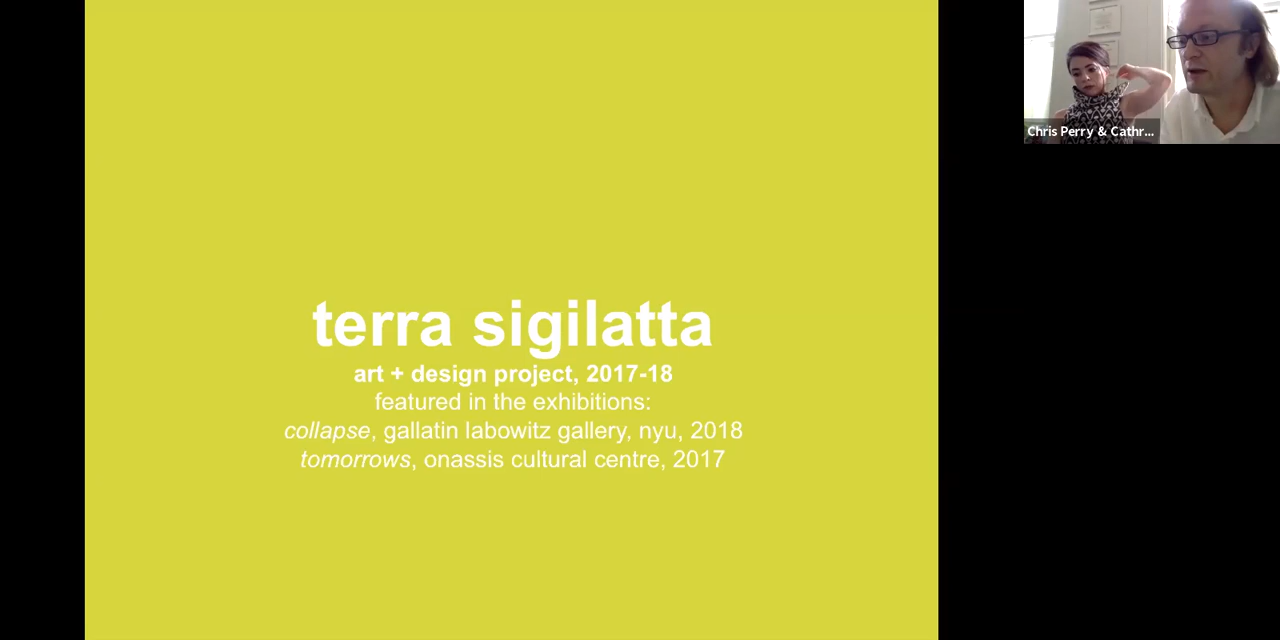 terra sigilatta
art + design project, 2017-18
featured in the exhibitions:
collapse, gallatin labowitz gallery, nyu, 2018
tomorrows, onassis cultural centre, 2017
Chris Perry & Cathr...